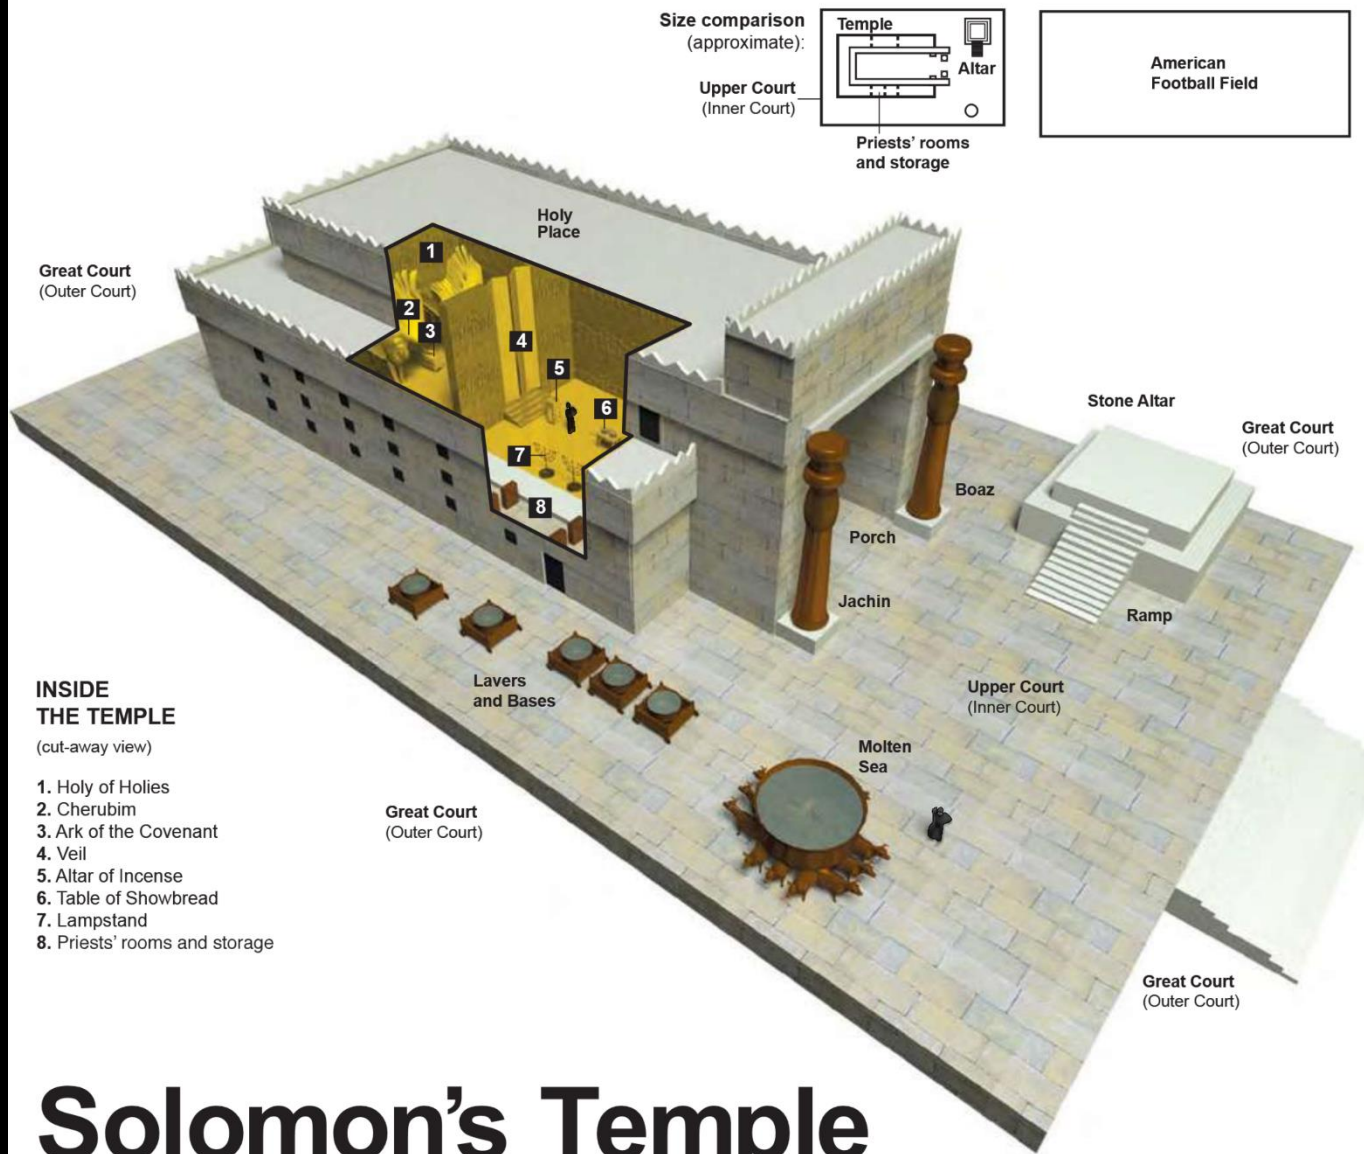 Size comparison
(approximate):
Temple
Altar
Upper Court
(Inner Court)
Priests' rooms
and storage
American
Football Field
Holy
Place
Great Court
(Outer Court)
1
2
3
4
5
6
7
8
Stone Altar
Great Court
(Outer Court)
Boaz
Porch
Jachin
Ramp
Lavers
and Bases
Upper Court
(Inner Court)
Molten
Sea
INSIDE
THE TEMPLE
(cut-away view)
1. Holy of Holies
2. Cherubim
3. Ark of the Covenant
4. Veil
5. Altar of Incense
6. Table of Showbread
7. Lampstand
8. Priests' rooms and storage
Great Court
(Outer Court)
Great Court
(Outer Court)
Solomon's Temple